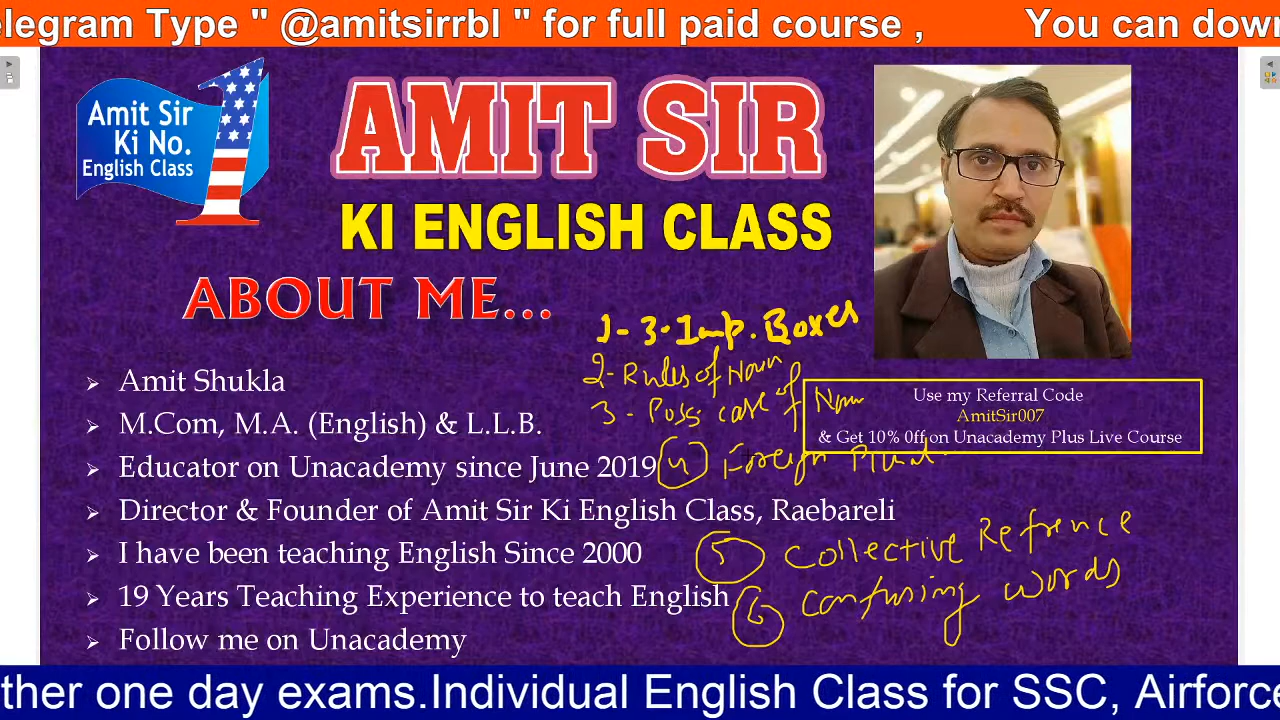 elegram Type " @amitsirrbl " for full paid course , You can down
Amit Sir
Ki No.
English Class
1
AMIT SIR
KI ENGLISH CLASS
ABOUT ME...
1- 3. Imp. Boxes
2- Rules of Noun
3 - Poss. case of Noun
4 Foreign Plural
5 Collective Refrence
6 Confusing words
Amit Shukla
M.Com, M.A. (English) & L.L.B.
Educator on Unacademy since June 2019
Director & Founder of Amit Sir Ki English Class, Raebareli
I have been teaching English Since 2000
19 Years Teaching Experience to teach English
Follow me on Unacademy
Use my Referral Code
AmitSir007
& Get 10% 0ff on Unacademy Plus Live Course
ther one day exams.Individual English Class for SSC, Airforce